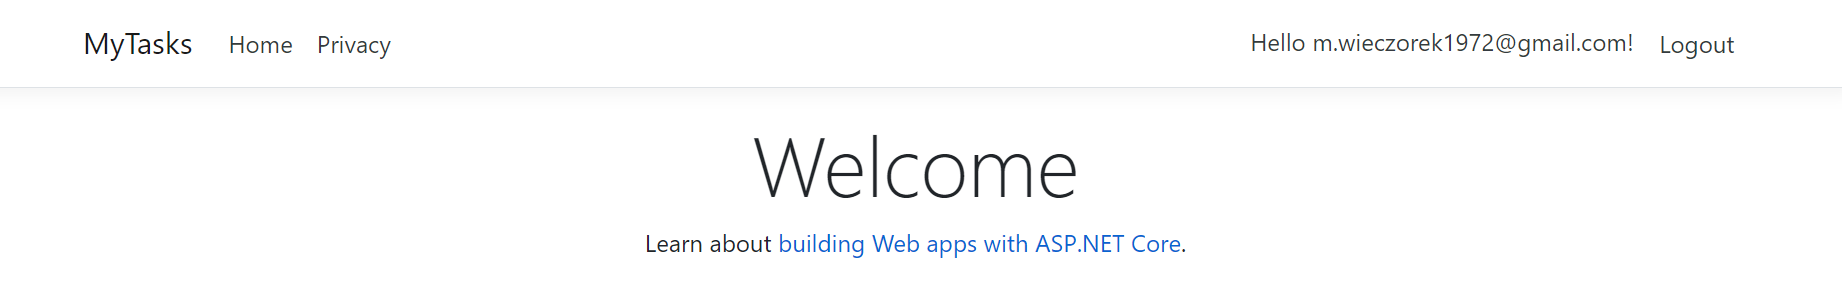 MyTasks Home Privacy Hello m.wieczorek1972@gmail.com! Logout
Welcome
Learn about building Web apps with ASP.NET Core.